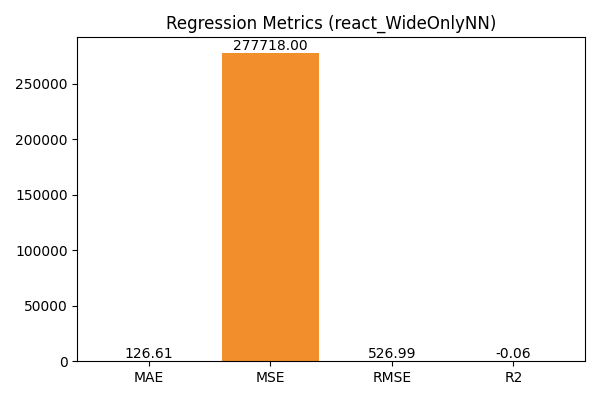 Regression Metrics (react_WideOnlyNN)
277718.00
250000
200000
150000
100000
50000
0
126.61
526.99
-0.06
MAE
MSE
RMSE
R2